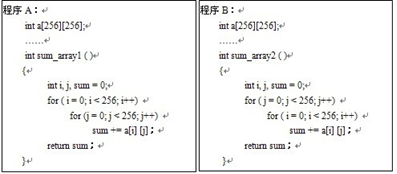 程序 A：
int a[256][256];
……
int sum_array1 ( )
{
int i, j, sum = 0;
for ( i = 0; i < 256; i++)
for (j = 0; j < 256; j++)
sum += a[i] [j]；
return sum；
}
程序 B：
int a[256][256];
……
int sum_array2 ( )
{
int i, j, sum = 0;
for ( j = 0; j < 256; j++)
for ( i = 0; i < 256; i++)
sum += a[i] [j]；
return sum；
}